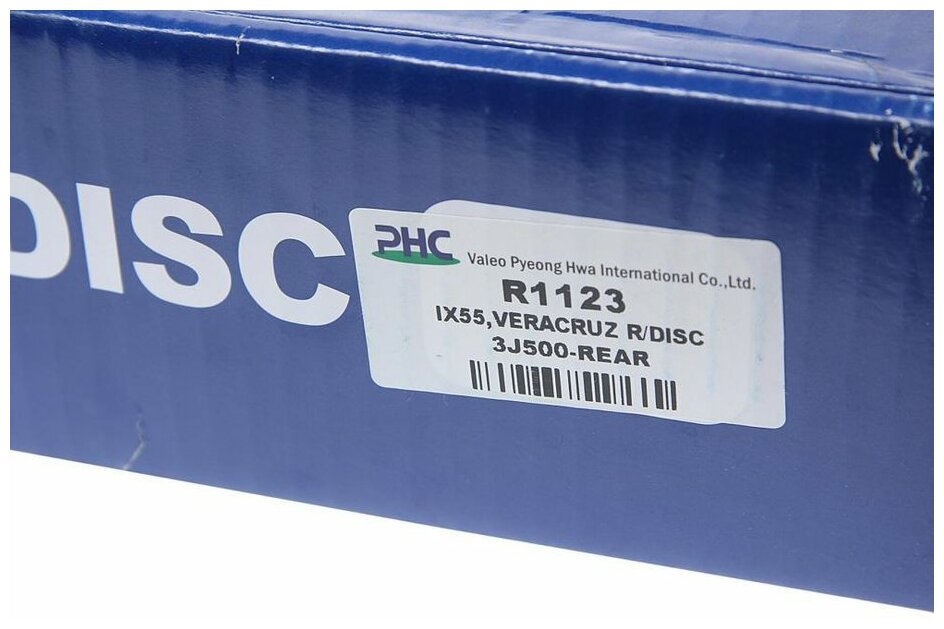 DISC
PHC
Valeo Pyeong Hwa International Co.,Ltd.
R1123
IX55,VERACRUZ R/DISC
3J500-REAR